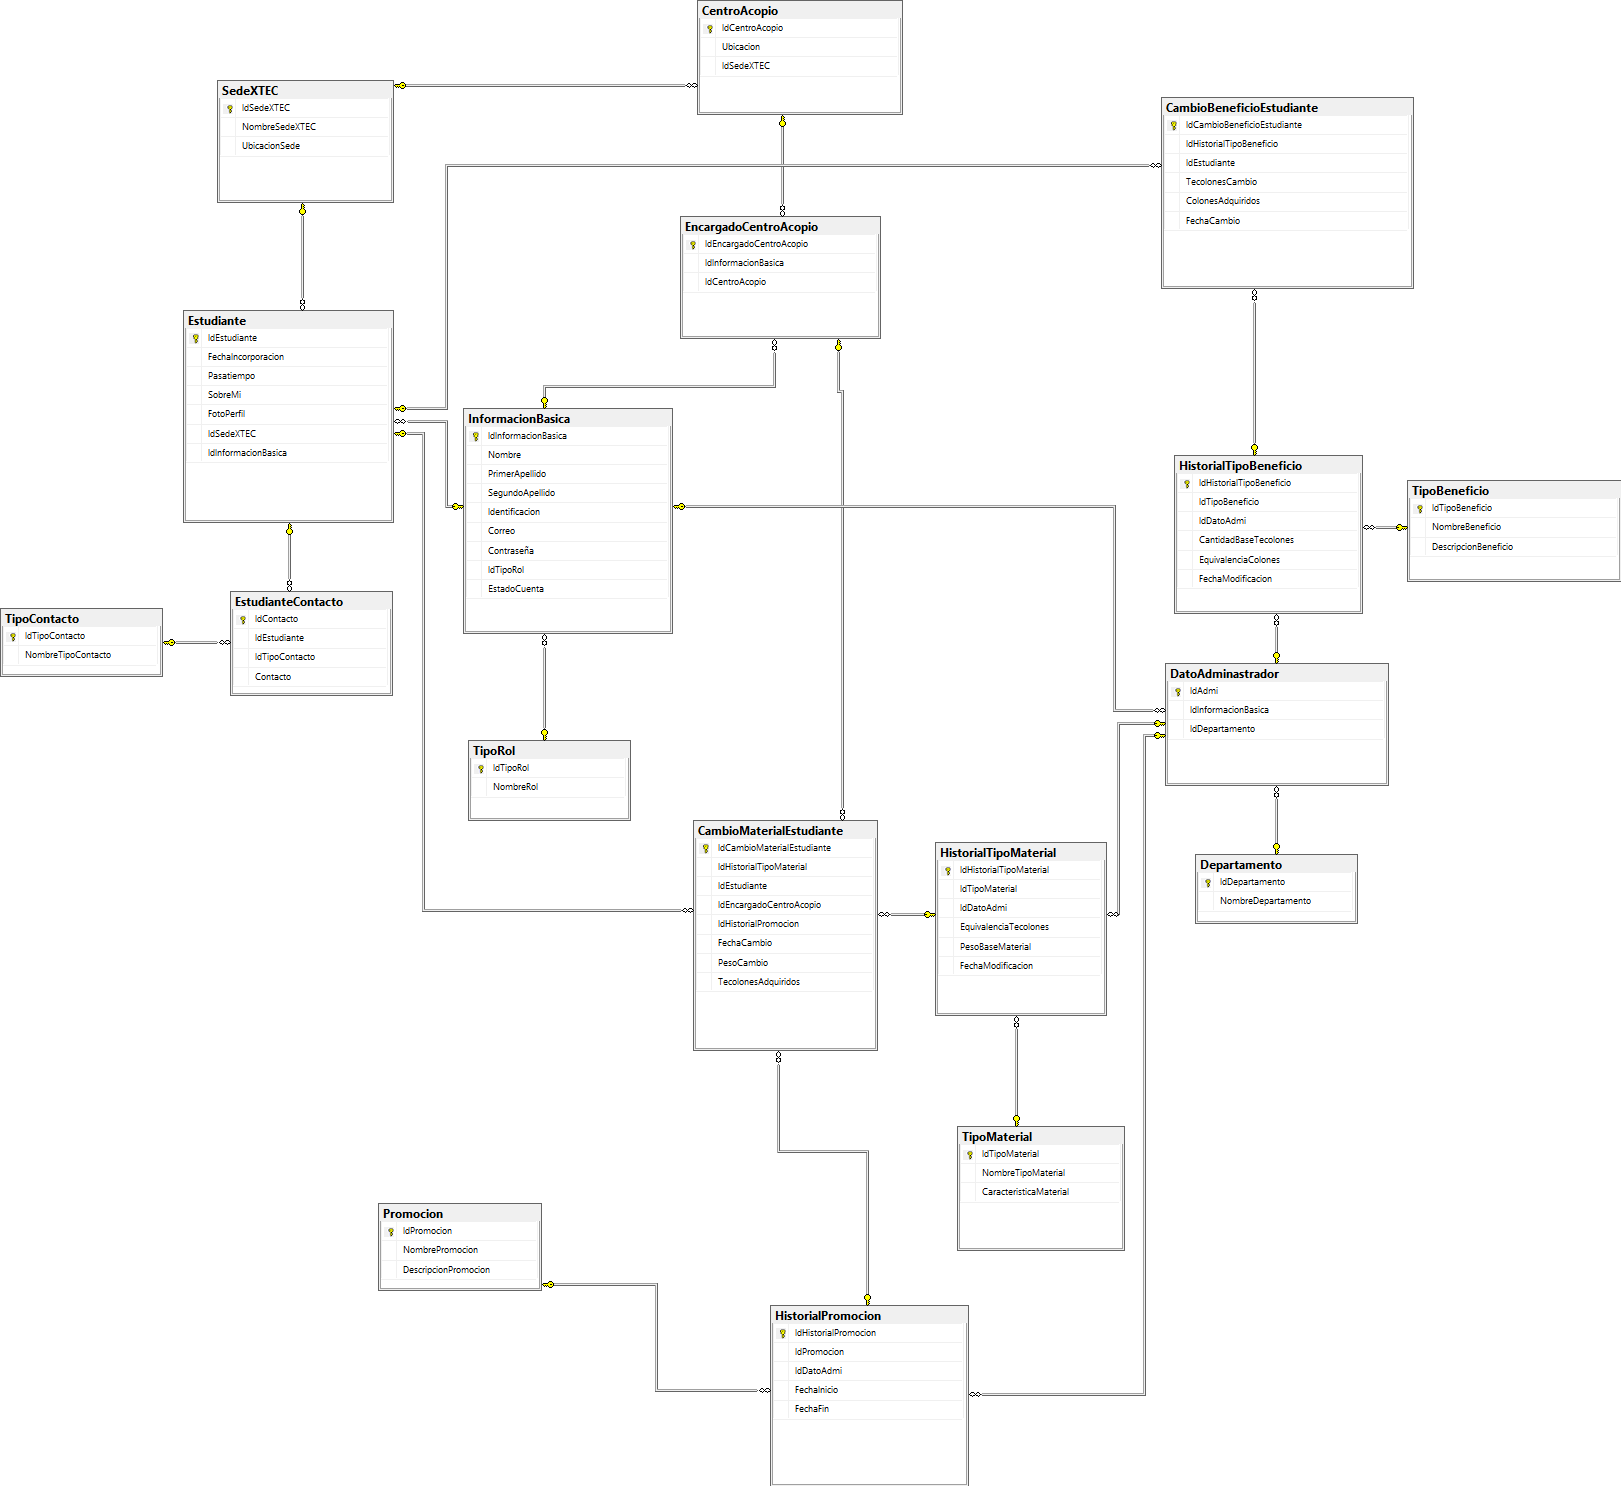 CentroAcopio
IdCentroAcopio
Ubicacion
IdSedeXTEC
SedeXTEC
IdSedeXTEC
NombreSedeXTEC
UbicacionSede
CambioBeneficioEstudiante
IdCambioBeneficioEstudiante
IdHistorialTipoBeneficio
IdEstudiante
TecolonesCambio
ColonesAdquiridos
FechaCambio
EncargadoCentroAcopio
IdEncargadoCentroAcopio
IdInformacionBasica
IdCentroAcopio
Estudiante
IdEstudiante
FechaIncorporacion
Pasatiempo
SobreMi
FotoPerfil
IdSedeXTEC
IdInformacionBasica
InformacionBasica
IdInformacionBasica
Nombre
PrimerApellido
SegundoApellido
Identificacion
Correo
Contraseña
IdTipoRol
EstadoCuenta
HistorialTipoBeneficio
IdHistorialTipoBeneficio
IdTipoBeneficio
IdDatoAdmi
CantidadBaseTecolones
EquivalenciaColones
FechaModificacion
TipoBeneficio
IdTipoBeneficio
NombreBeneficio
DescripcionBeneficio
TipoContacto
IdTipoContacto
NombreTipoContacto
EstudianteContacto
IdContacto
IdEstudiante
IdTipoContacto
Contacto
DatoAdminastrador
IdAdmi
IdInformacionBasica
IdDepartamento
TipoRol
IdTipoRol
NombreRol
CambioMaterialEstudiante
IdCambioMaterialEstudiante
IdHistorialTipoMaterial
IdEstudiante
IdEncargadoCentroAcopio
IdHistorialPromocion
FechaCambio
PesoCambio
TecolonesAdquiridos
HistorialTipoMaterial
IdHistorialTipoMaterial
IdTipoMaterial
IdDatoAdmi
EquivalenciaTecolones
PesoBaseMaterial
FechaModificacion
Departamento
IdDepartamento
NombreDepartamento
TipoMaterial
IdTipoMaterial
NombreTipoMaterial
CaracteristicaMaterial
Promocion
IdPromocion
NombrePromocion
DescripcionPromocion
HistorialPromocion
IdHistorialPromocion
IdPromocion
IdDatoAdmi
FechaInicio
FechaFin